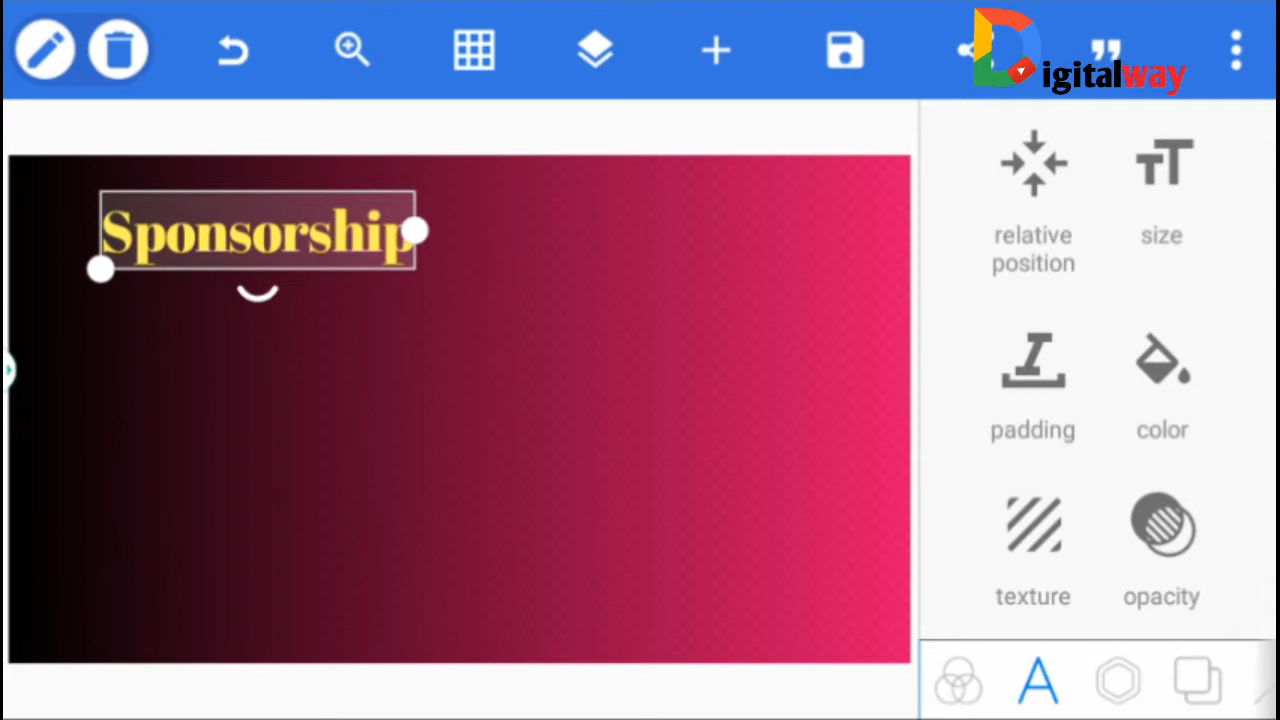 Digitalway
Sponsorship
relative
position
size
padding
color
texture
opacity